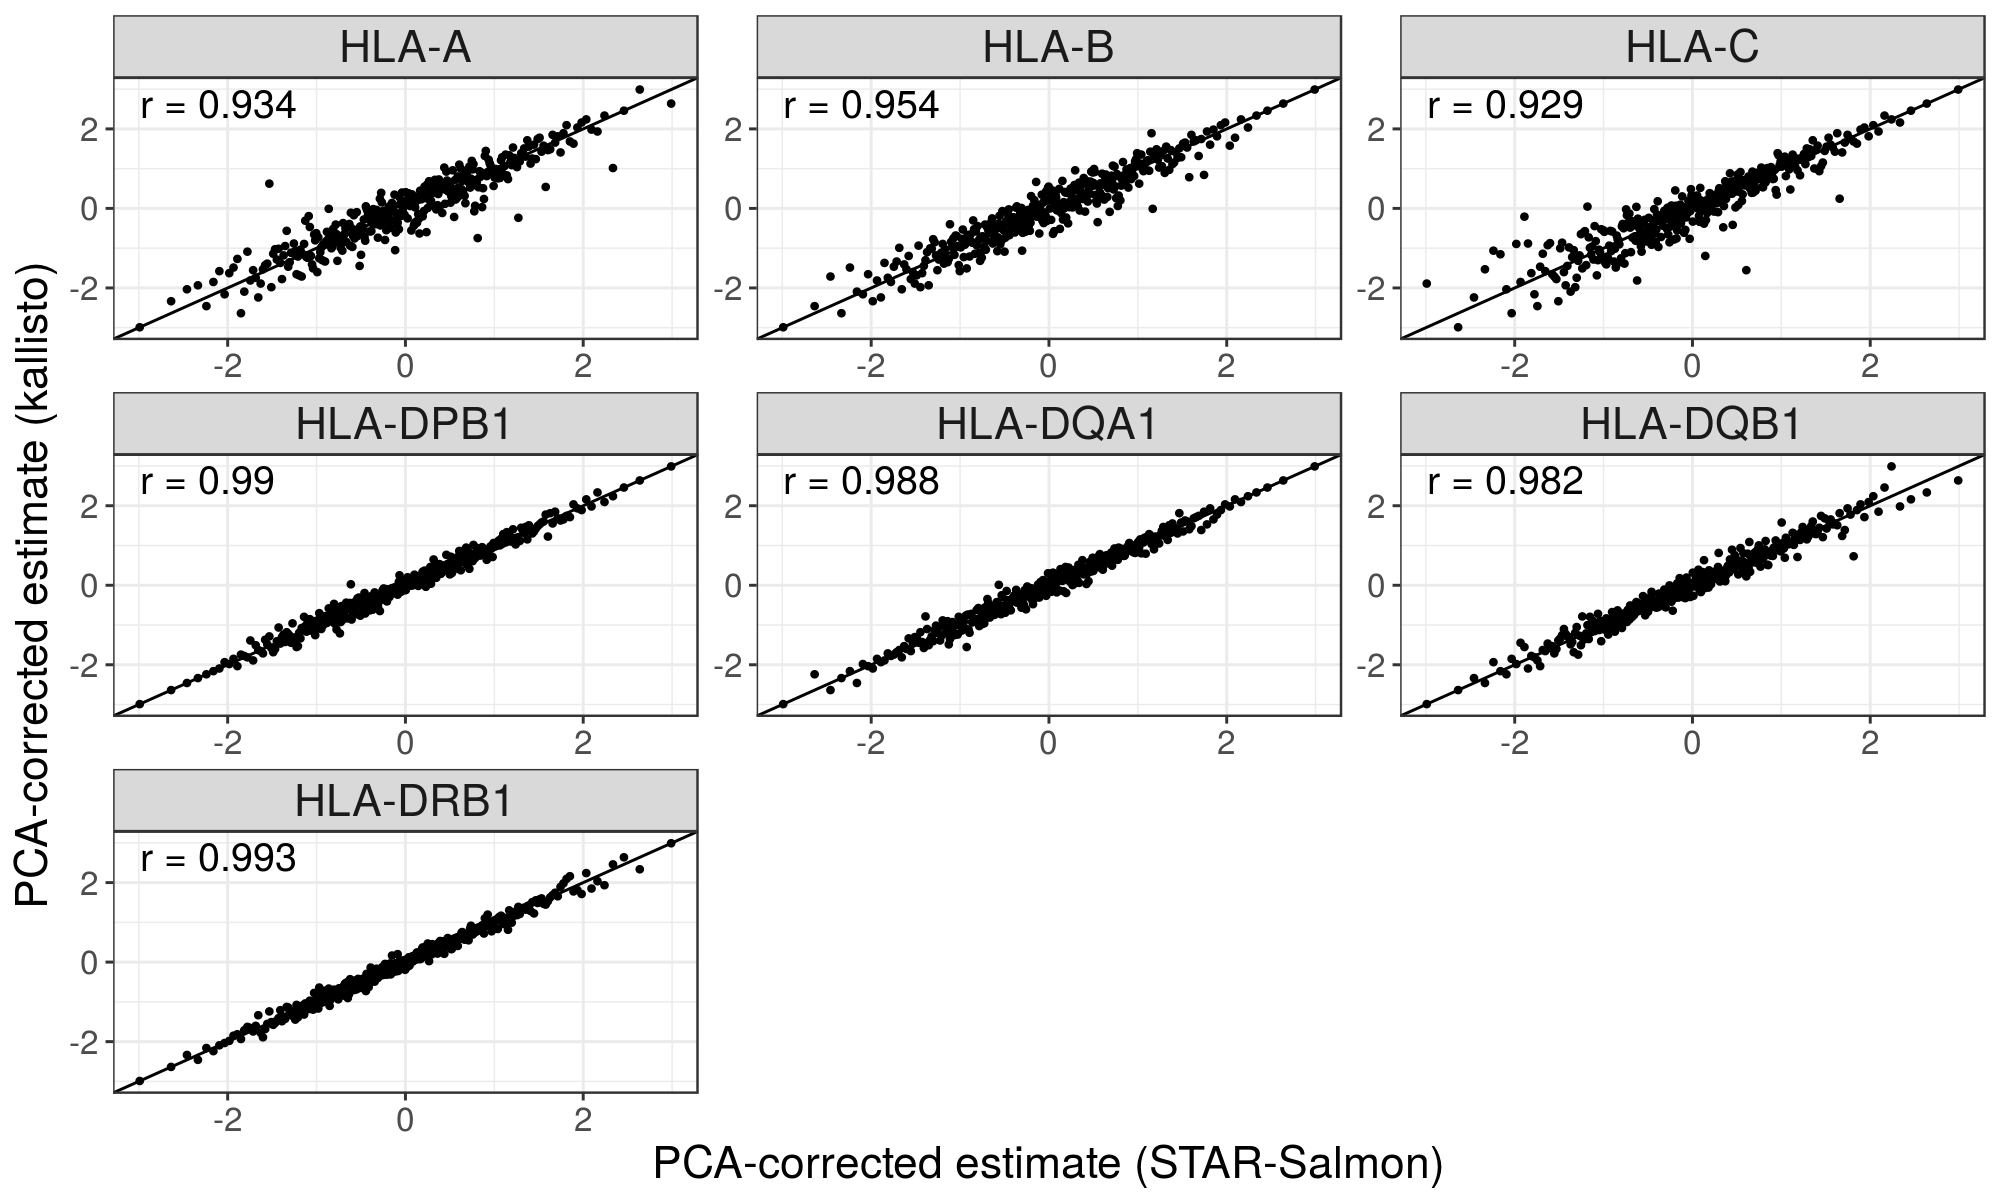 HLA-A
HLA-B
HLA-C
r = 0.934
r = 0.954
r = 0.929
2
0
-2
2
0
-2
2
0
-2
-2 0 2
-2 0 2
-2 0 2
HLA-DPB1
HLA-DQA1
HLA-DQB1
r = 0.99
r = 0.988
r = 0.982
2
0
-2
2
0
-2
2
0
-2
-2 0 2
-2 0 2
-2 0 2
HLA-DRB1
r = 0.993
2
0
-2
-2 0 2
PCA-corrected estimate (kallisto)
PCA-corrected estimate (STAR-Salmon)